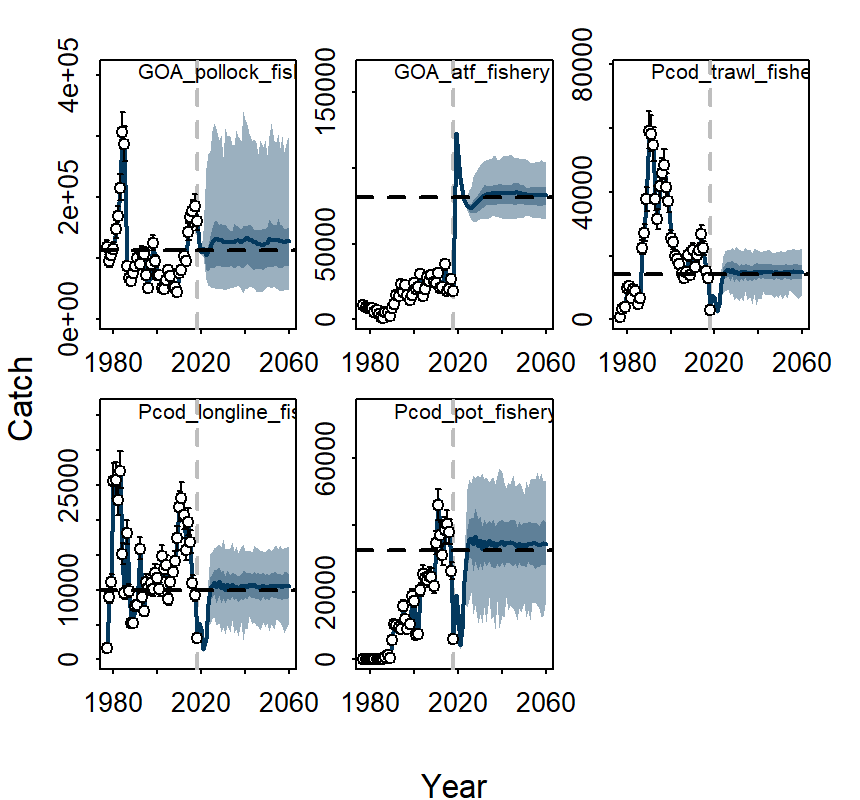 GOA_pollock_fis
GOA_atf_fishery
Pcod_trawl_fishe
4e+05
2e+05
0e+00
150000
50000
0
80000
40000
0
1980 2020 2060
1980 2020 2060
1980 2020 2060
Catch
Pcod_longline_fis
Pcod_pot_fishery
25000
10000
0
60000
20000
0
1980 2020 2060
1980 2020 2060
Year